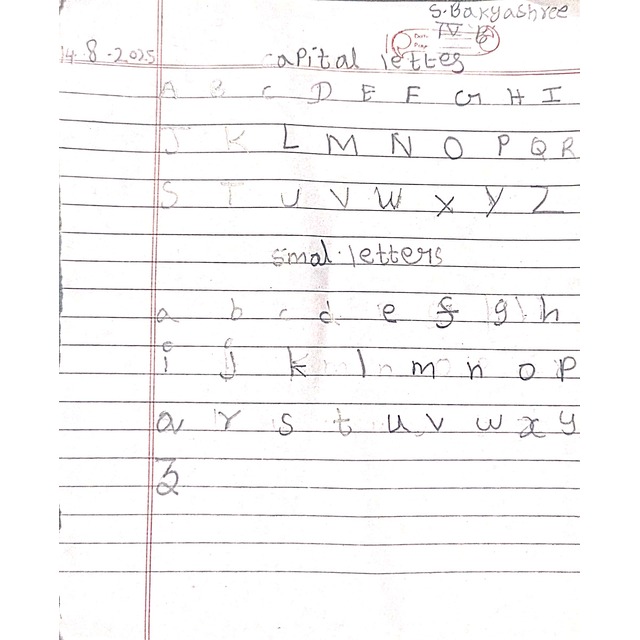 S. Bakyashree
IV B
14-8-2025
capital lettes
A B C D E F G H I
J K L M N O P Q R
S T U V W X Y Z
Smal letters
a b c d e f g h
i j k l m n o p
q r s t u v w x y
z